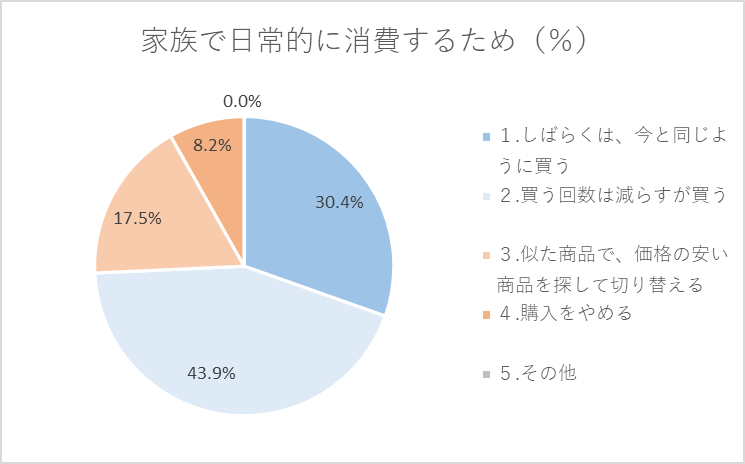 家族で日常的に消費するため（％）
0.0%
8.2%
30.4%
17.5%
43.9%
１.しばらくは、今と同じよ
うに買う
２.買う回数は減らすが買う
３.似た商品で、価格の安い
商品を探して切り替える
４.購入をやめる
５.その他